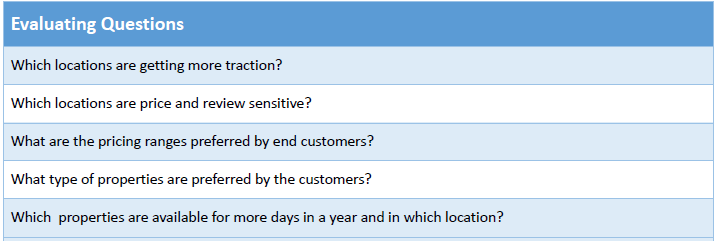 Evaluating Questions
Which locations are getting more traction?
Which locations are price and review sensitive?
What are the pricing ranges preferred by end customers?
What type of properties are preferred by the customers?
Which  properties are available for more days in a year and in which location?